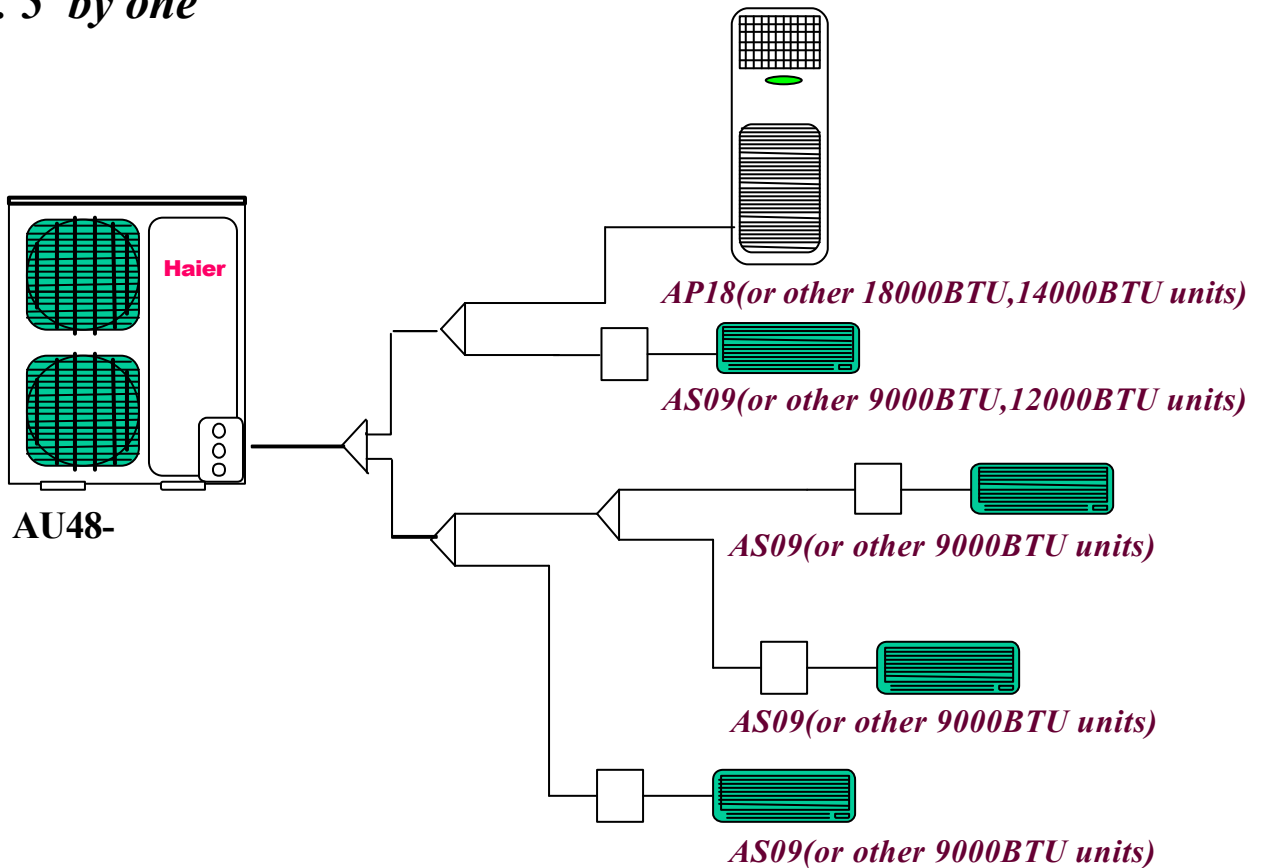 . 5 by one
Haier
AP18(or other 18000BTU,14000BTU units)
AS09(or other 9000BTU,12000BTU units)
AU48-
AS09(or other 9000BTU units)
AS09(or other 9000BTU units)
AS09(or other 9000BTU units)